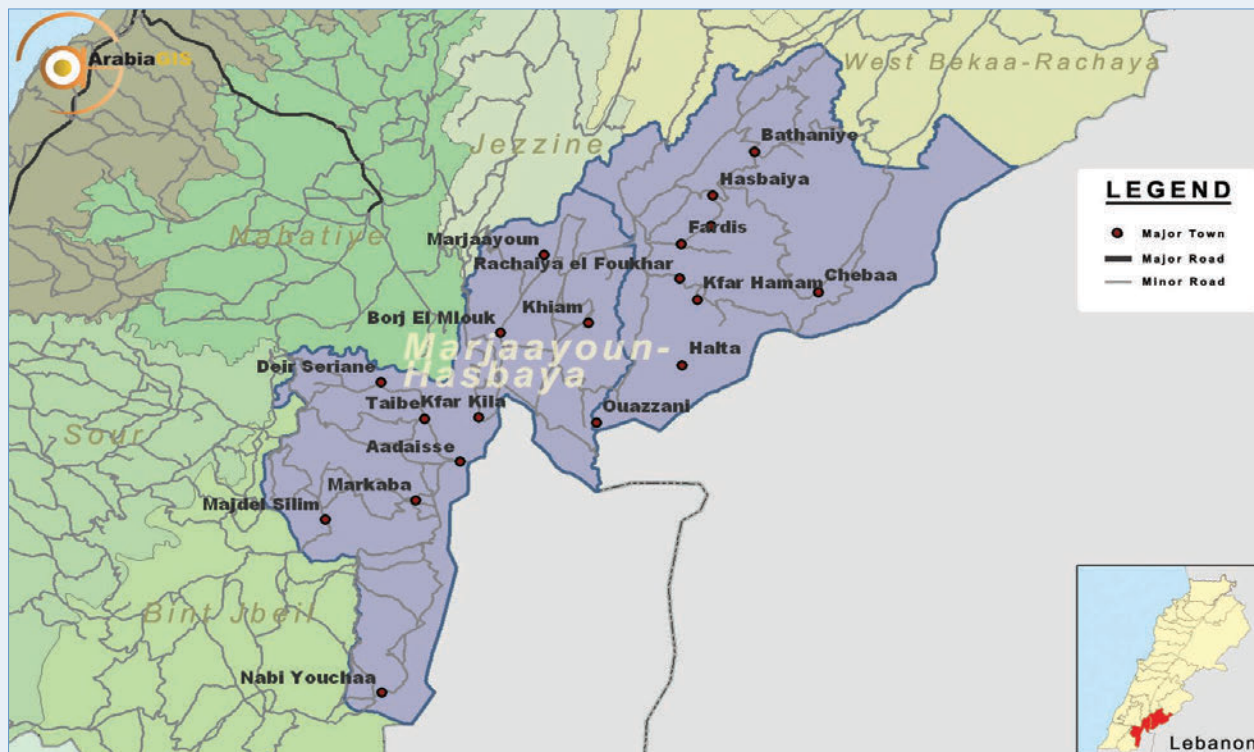 ArabiaGIS
West Bekaa-Rachaya
Jezzine
Bathaniye
Hasbaiya
LEGEND
Major Town
Major Road
Minor Road
Nabatiye
Marjaayoun
Fardis
Rachaiya el Foukhar
Kfar Hamam
Chebaa
Khiam
Borj El Mlouk
Marjaayoun-
Hasbaya
Halta
Deir Seriane
Taibe
Kfar Kila
Ouazzani
Sour
Aadaisse
Markaba
Majdel Silim
Bint Jbeil
Nabi Youchaa
Lebanon